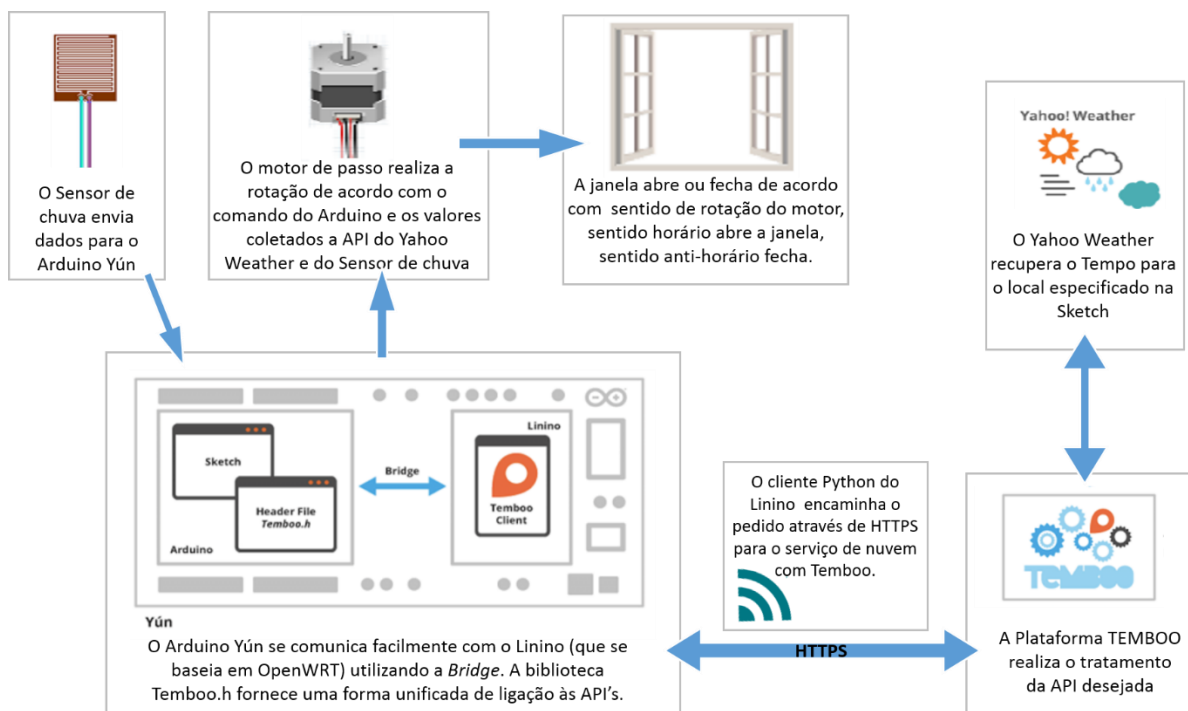 O Sensor de
chuva envia
dados para o
Arduino Yún
O motor de passo realiza a
rotação de acordo com o
comando do Arduino e os valores
coletados a API do Yahoo
Weather e do Sensor de chuva
A janela abre ou fecha de acordo
com sentido de rotação do motor,
sentido horário abre a janela,
sentido anti-horário fecha.
Yahoo! Weather
O Yahoo Weather
recupera o Tempo para
o local especificado na
Sketch
Sketch
Header File
Temboo.h
Arduino
Bridge
Linino
Temboo
Client
Yún
O Arduino Yún se comunica facilmente com o Linino (que se
baseia em OpenWRT) utilizando a Bridge. A biblioteca
Temboo.h fornece uma forma unificada de ligação às API's.
O cliente Python do
Linino encaminha o
pedido através de HTTPS
para o serviço de nuvem
com Temboo.
HTTPS
TEMBOO
A Plataforma TEMBOO
realiza o tratamento
da API desejada